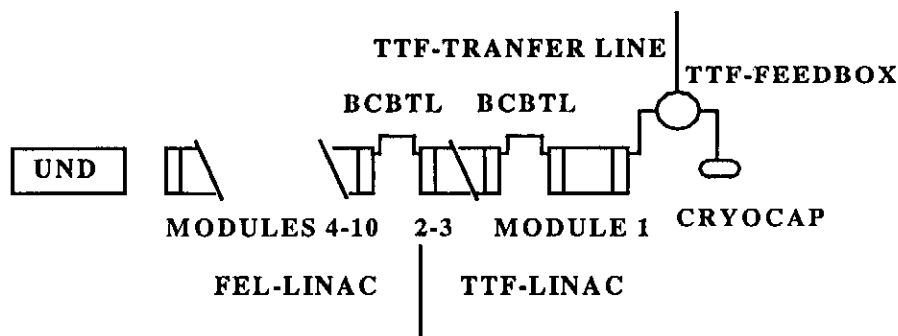 TTF-TRANFER LINE
TTF-FEEDBOX
BCBTL BCBTL
UND
MODULES 4-10 2-3 MODULE 1 CRYOCAP
FEL-LINAC TTF-LINAC